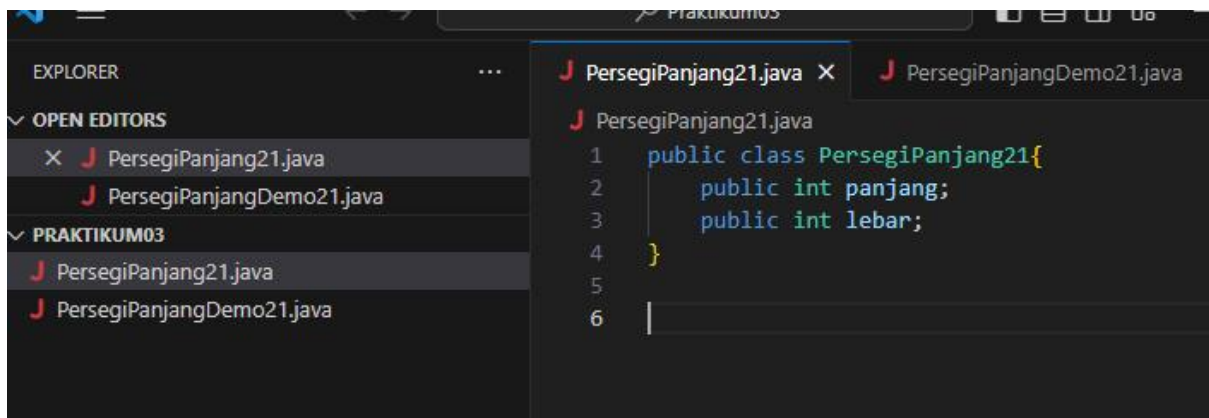 Praktikum03
EXPLORER
...
OPEN EDITORS
PersegiPanjang21.java
PersegiPanjangDemo21.java
PRAKTIKUM03
PersegiPanjang21.java
PersegiPanjangDemo21.java
PersegiPanjang21.java
PersegiPanjangDemo21.java
PersegiPanjang21.java
1 public class PersegiPanjang21{
2 public int panjang;
3 public int lebar;
4 }
5
6